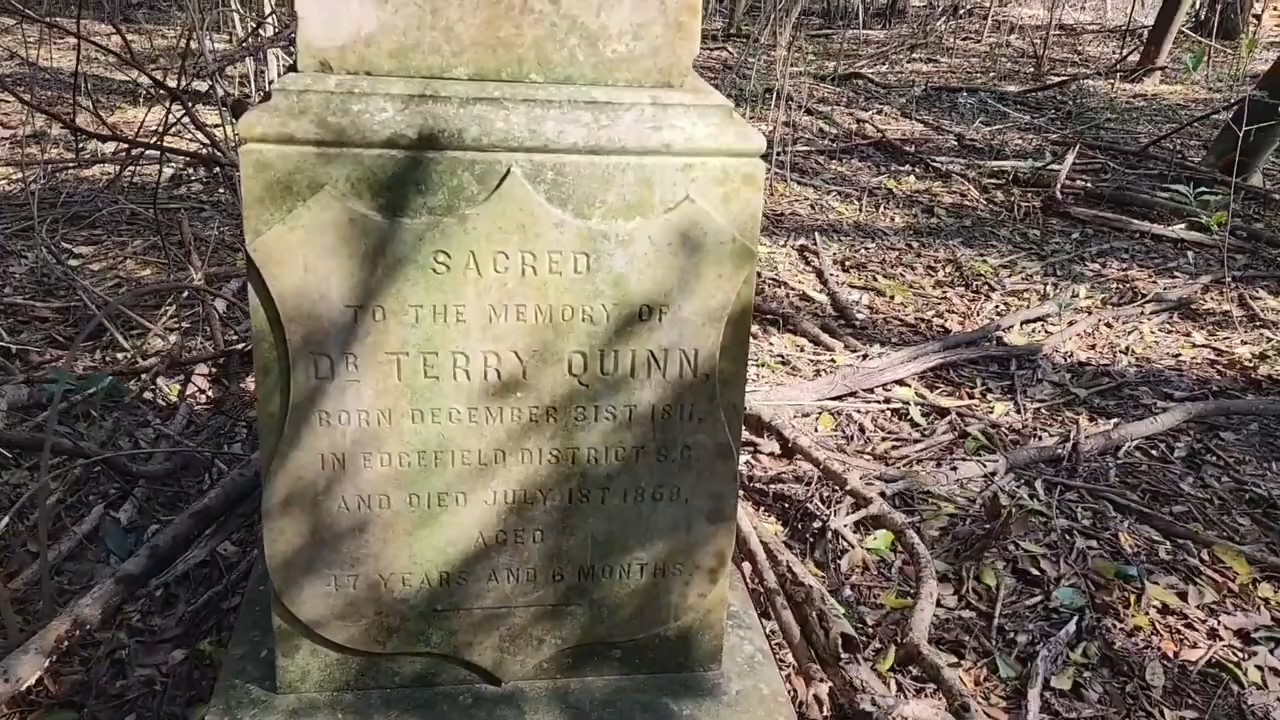 SACRED
TO THE MEMORY OF
DR TERRY QUINN,
BORN DECEMBER 31ST 1811,
IN EDGEFIELD DISTRICT S.C.
AND DIED JULY 1ST 1859,
AGED
47 YEARS AND 6 MONTHS.